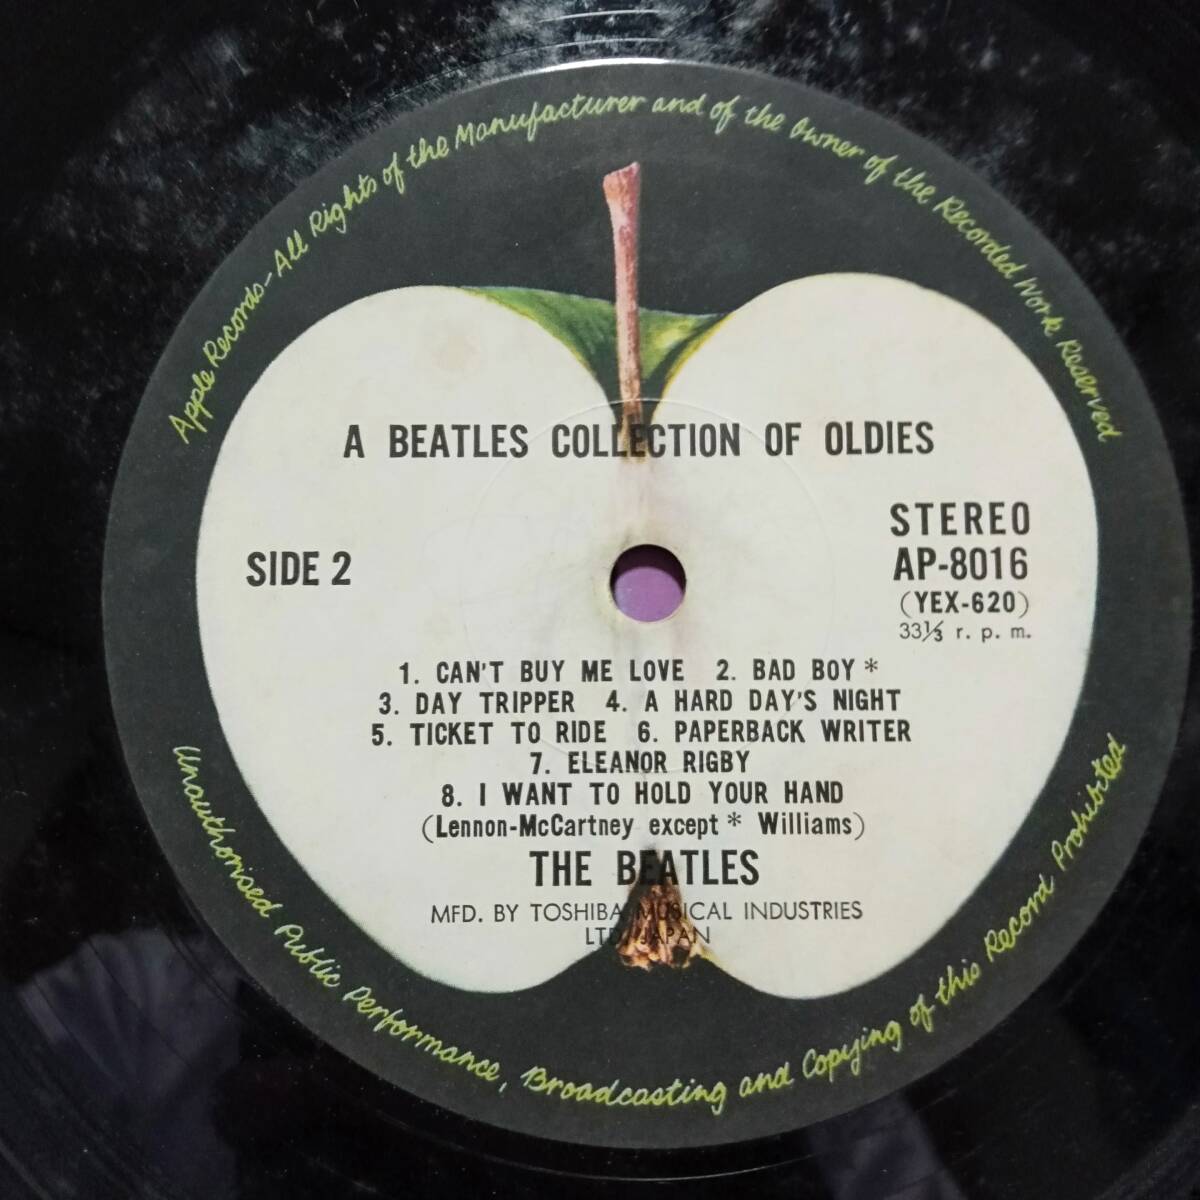 Apple Records-All Rights of the Manufacturer and of the Owner of the Recorded Work Reserved
A BEATLES COLLECTION OF OLDIES
STEREO
SIDE 2
AP-8016
(YEX-620)
33⅓ r. p. m.
1. CAN'T BUY ME LOVE 2. BAD BOY *
3. DAY TRIPPER 4. A HARD DAY'S NIGHT
5. TICKET TO RIDE 6. PAPERBACK WRITER
7. ELEANOR RIGBY
8. I WANT TO HOLD YOUR HAND
(Lennon-McCartney except * Williams)
THE BEATLES
MFD. BY TOSHIBA MUSICAL INDUSTRIES
LTD. JAPAN
Unauthorised Public Performance, Broadcasting and Copying of this Record Prohibited